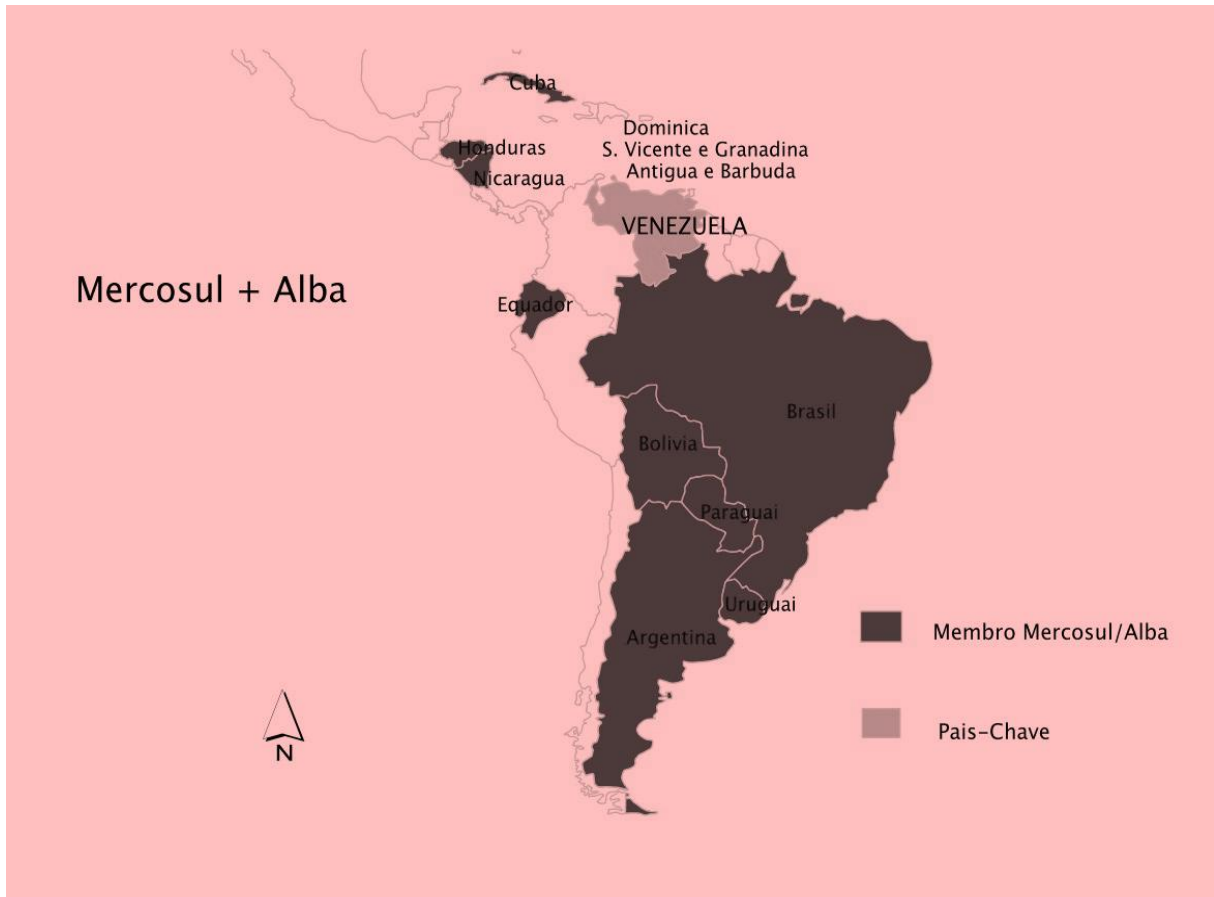 Cuba
Dominica
Honduras
S. Vicente e Granadina
Nicaragua
Antigua e Barbuda
VENEZUELA
Mercosul + Alba
Equador
Brasil
Bolivia
Paraguai
Uruguai
Argentina
Membro Mercosul/Alba
Pais-Chave
N